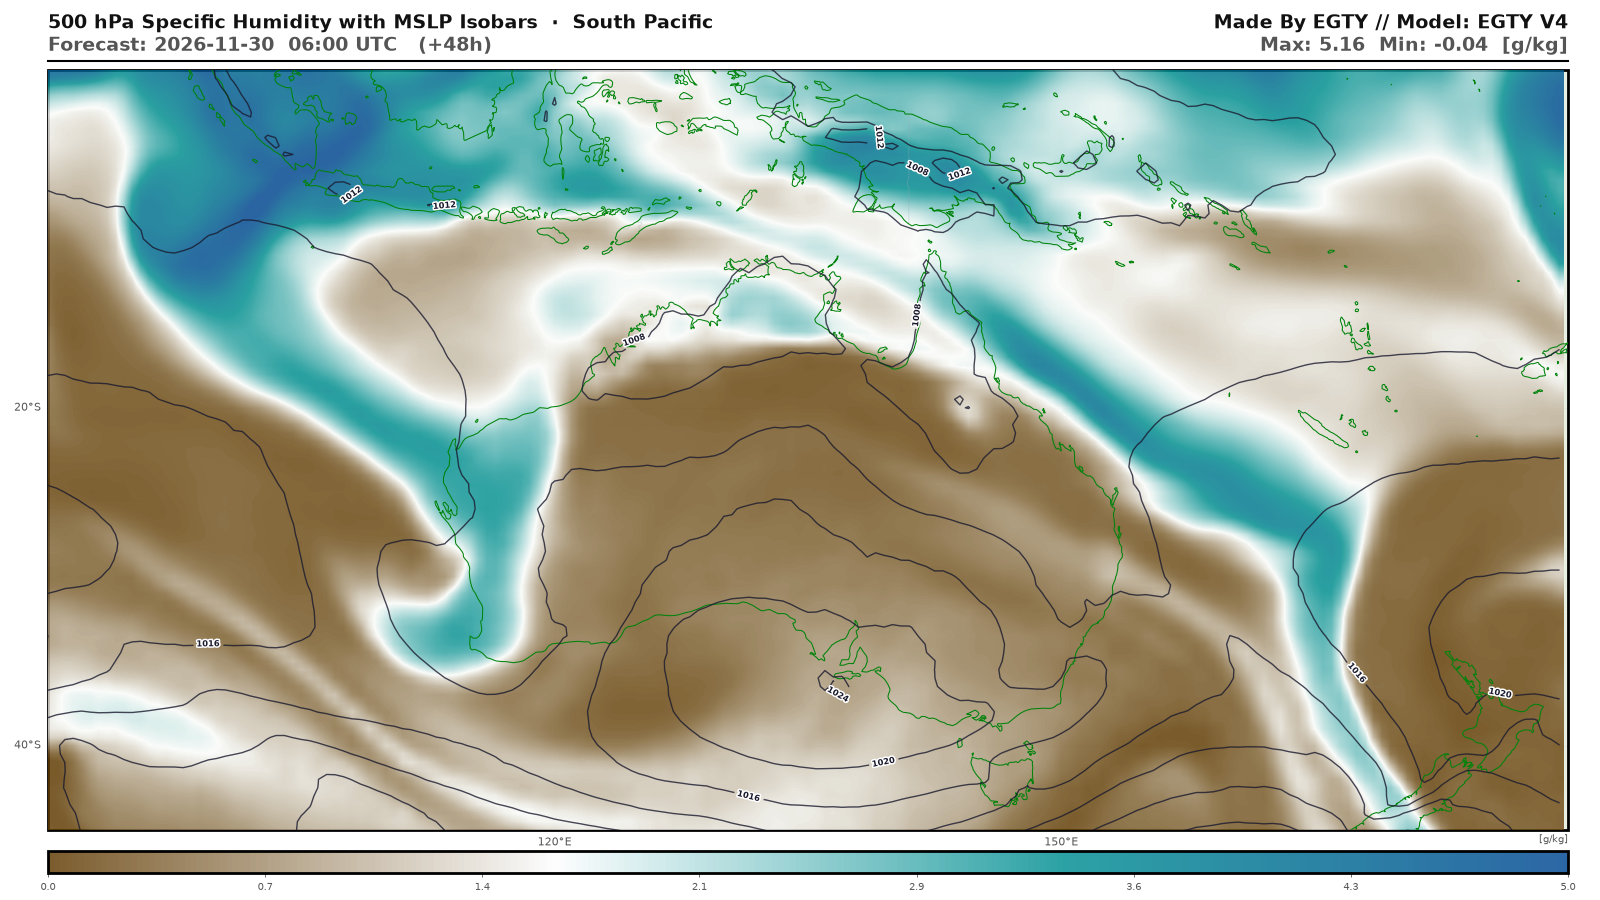 500 hPa Specific Humidity with MSLP Isobars · South Pacific
Made By EGTY // Model: EGTY V4
Forecast: 2026-11-30 06:00 UTC (+48h)
Max: 5.16 Min: -0.04 [g/kg]
1012
1008
1012
1012
1012
1008
1008
20°S
1016
1016
1020
1024
40°S
1020
1016
120°E
150°E
[g/kg]
0.0
0.7
1.4
2.1
2.9
3.6
4.3
5.0